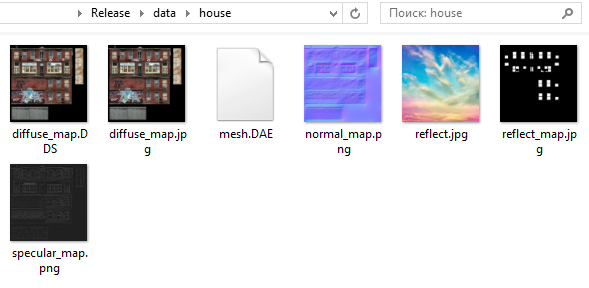 Release data house
Поиск: house
diffuse_map.D
DS
diffuse_map.jp
g
mesh.DAE
normal_map.p
ng
reflect.jpg
reflect_map.jp
g
specular_map.
png